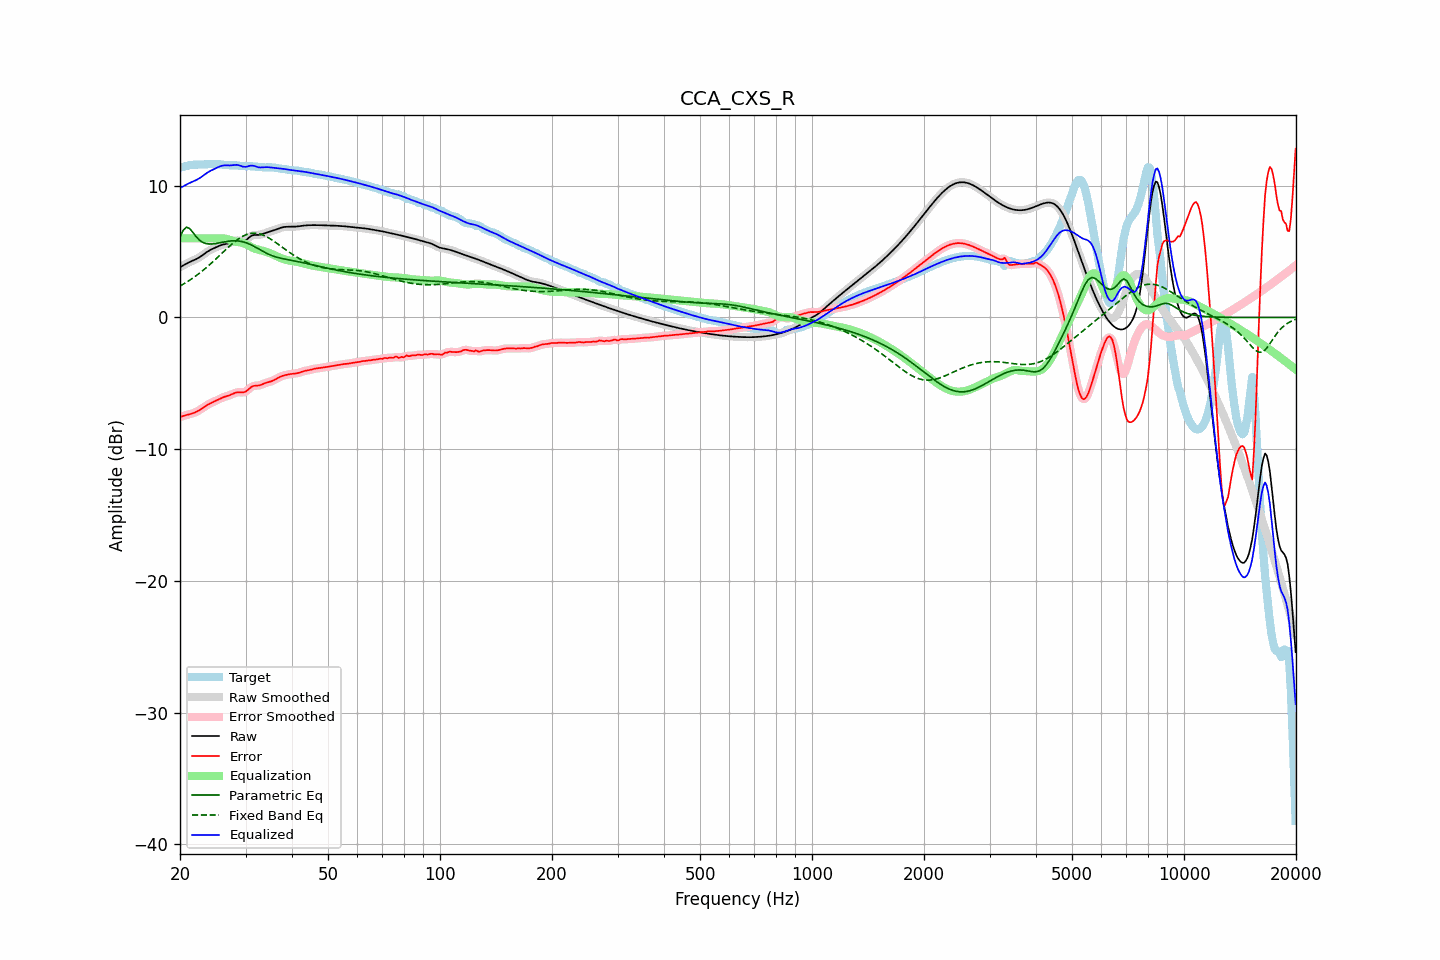 CCA_CXS_R
Amplitude (dBr)
10
0
−10
−20
−30
−40
Target
Raw Smoothed
Error Smoothed
Raw
Error
Equalization
Parametric Eq
Fixed Band Eq
Equalized
20 50 100 200 500 1000 2000 5000 10000 20000
Frequency (Hz)